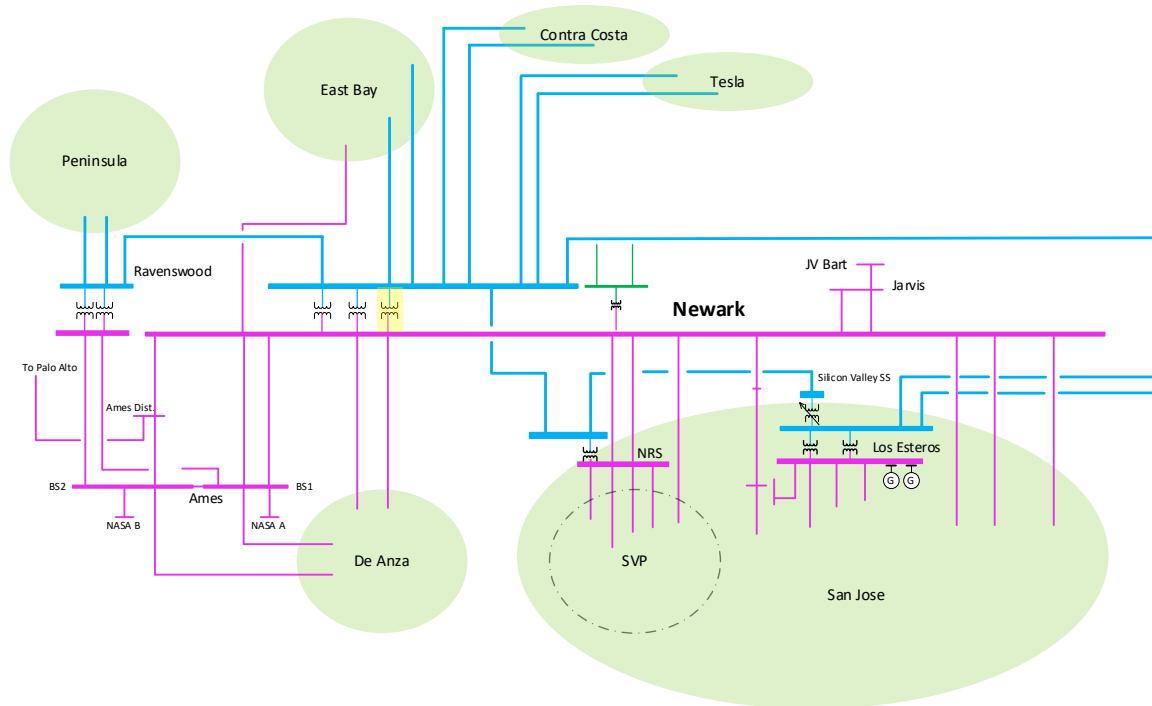 Contra Costa
East Bay
Tesla
Peninsula
Ravenswood
JV Bart
Jarvis
Newark
To Palo Alto
Silicon Valley SS
Ames Dist.
NRS
Los Esteros
G
G
BS2
Ames
BS1
NASA B
NASA A
De Anza
SVP
San Jose